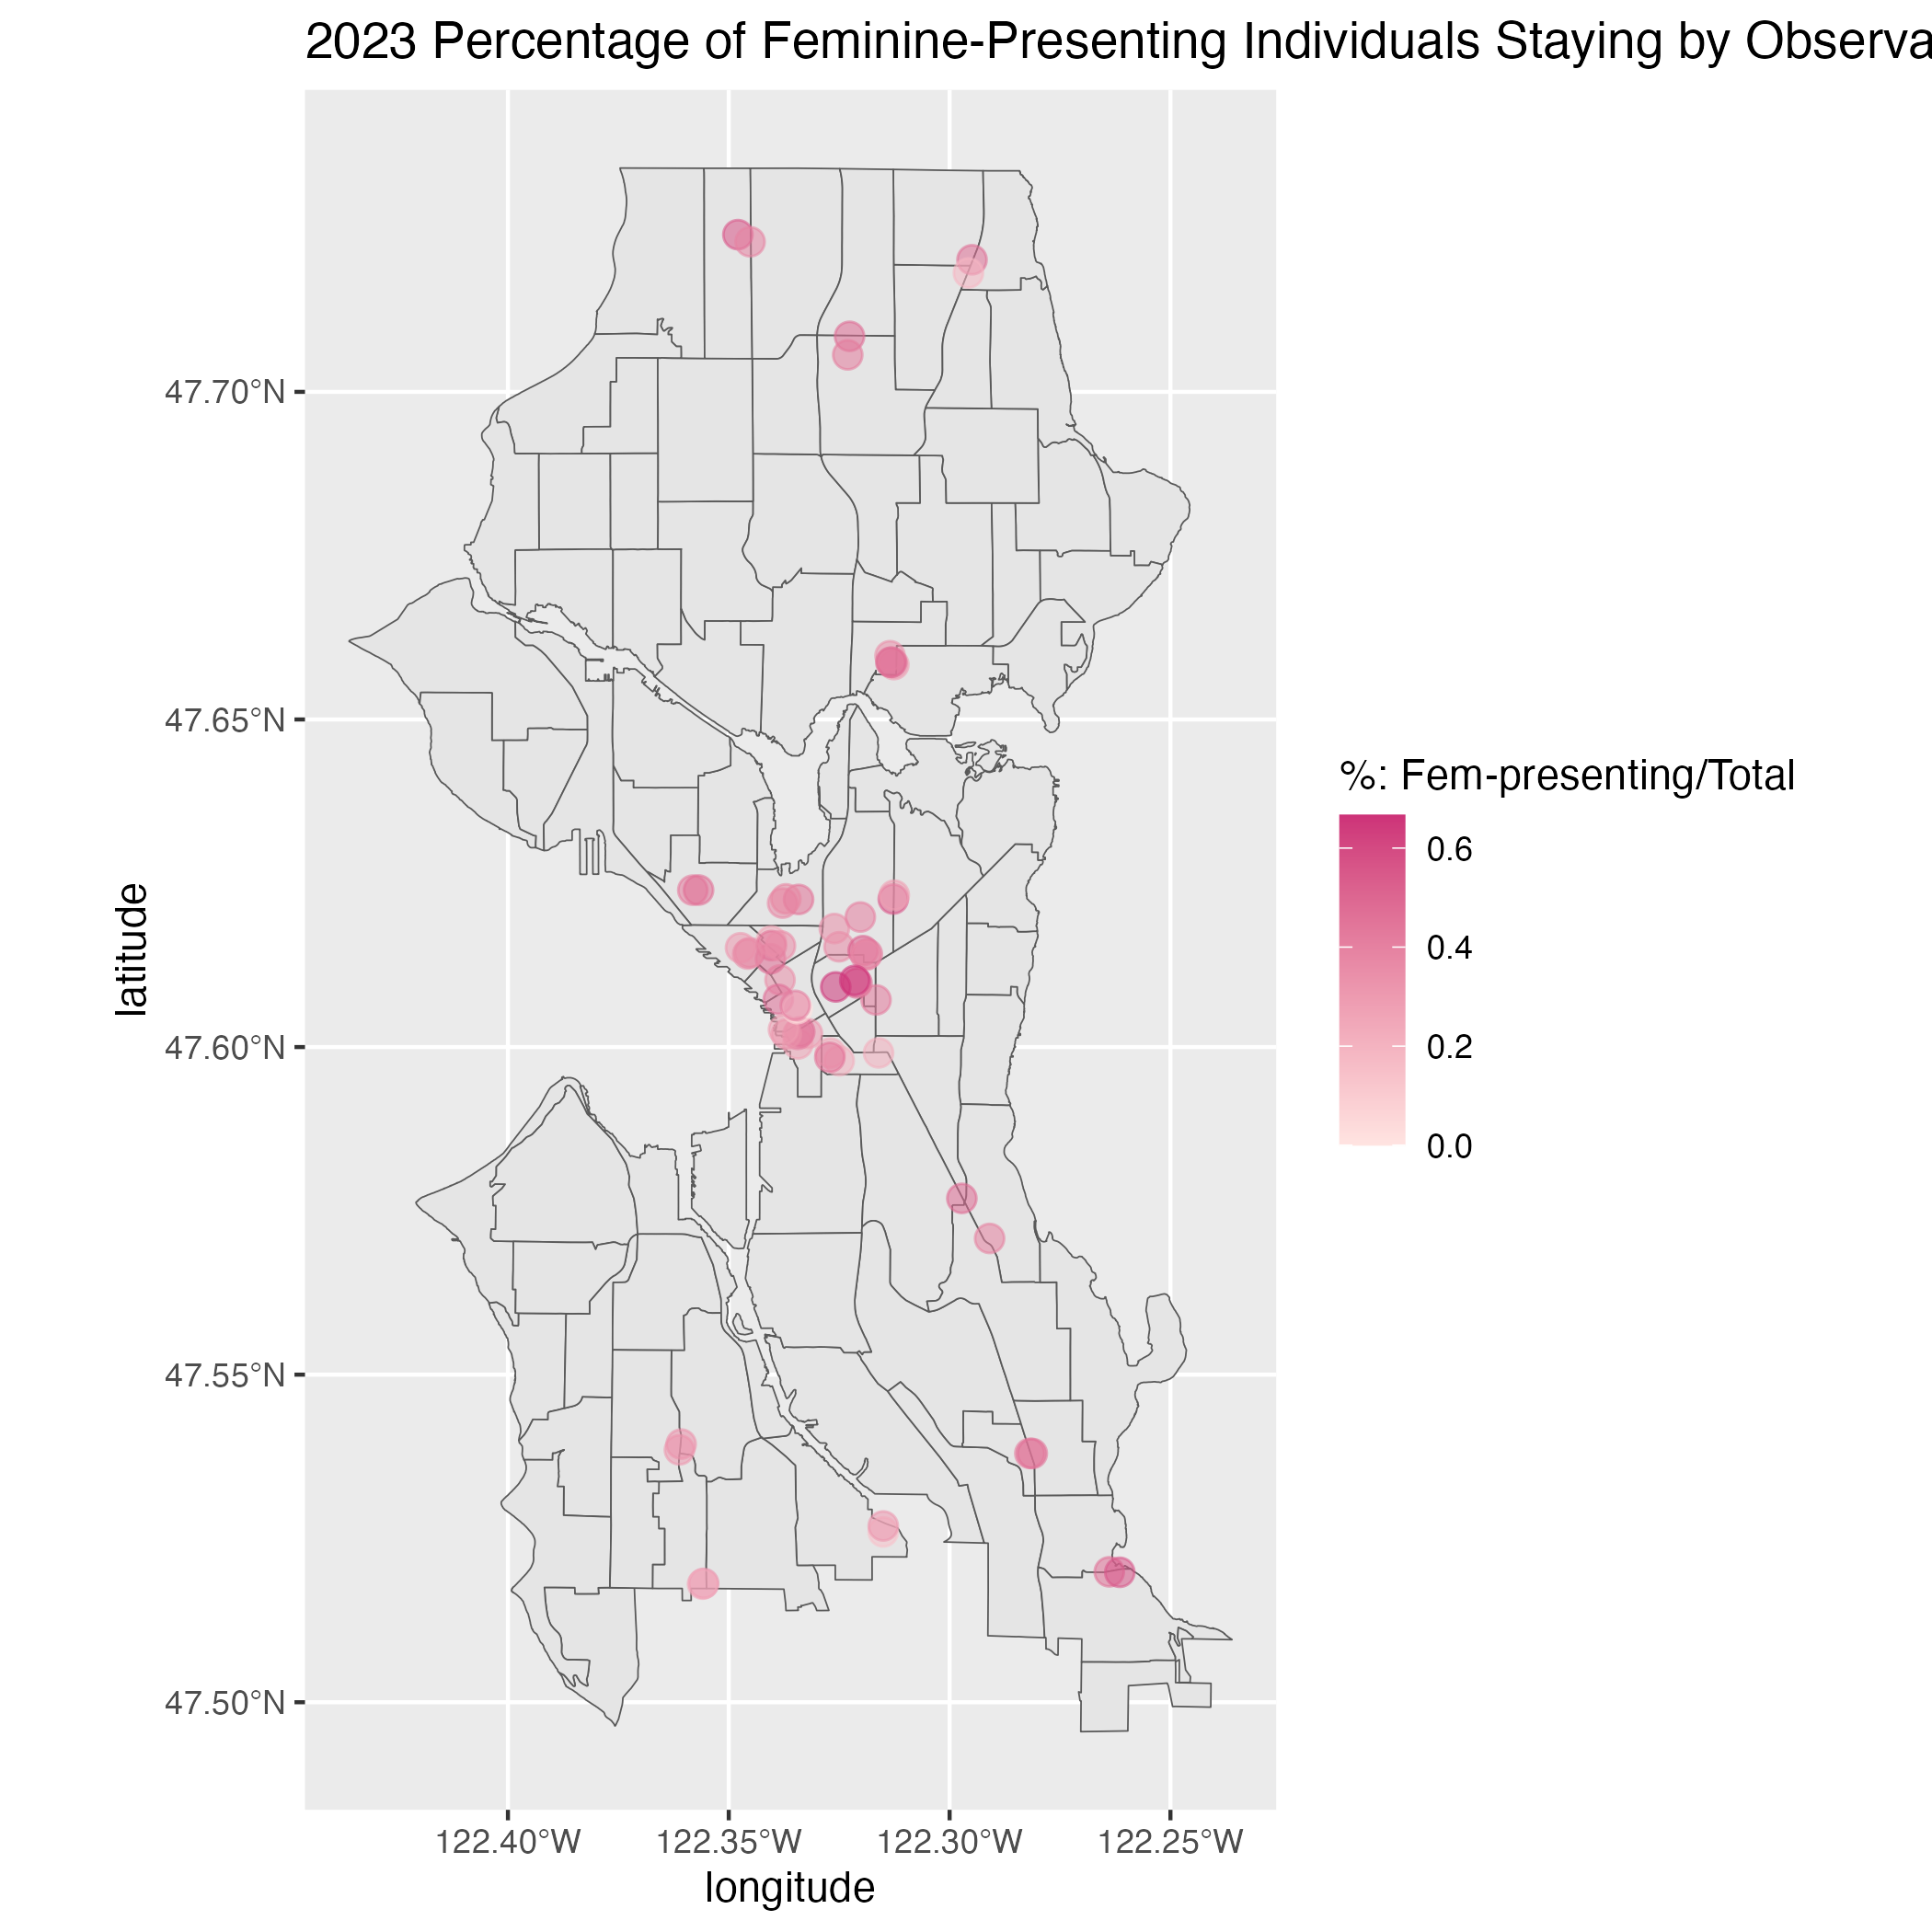 2023 Percentage of Feminine-Presenting Individuals Staying by Observa
47.70°N
47.65°N
47.60°N
47.55°N
47.50°N
latitude
122.40°W 122.35°W 122.30°W 122.25°W
longitude
%: Fem-presenting/Total
0.6
0.4
0.2
0.0